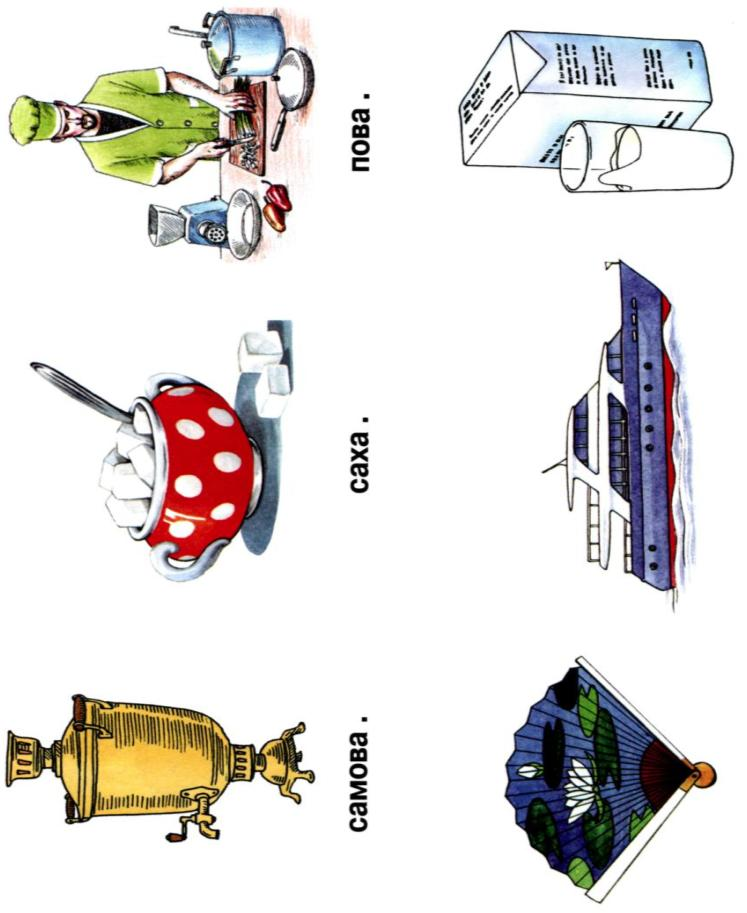 самова .
саха .
пова .